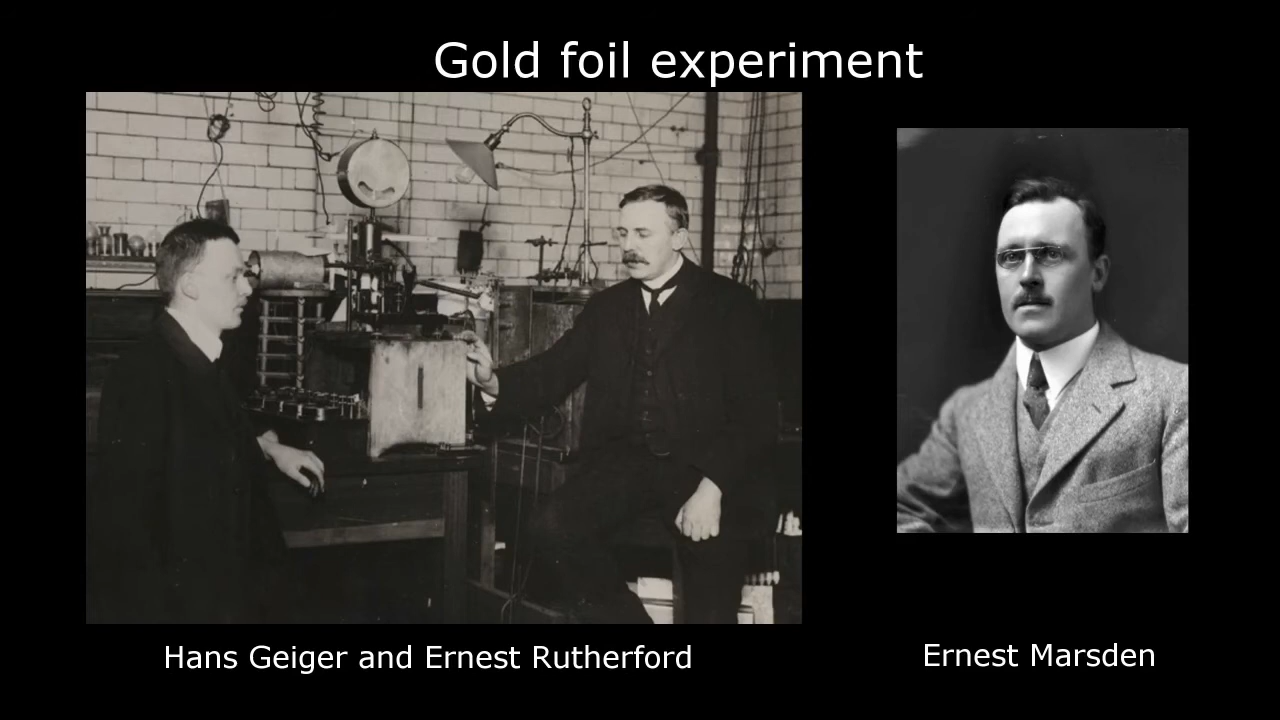 Gold foil experiment
Hans Geiger and Ernest Rutherford
Ernest Marsden